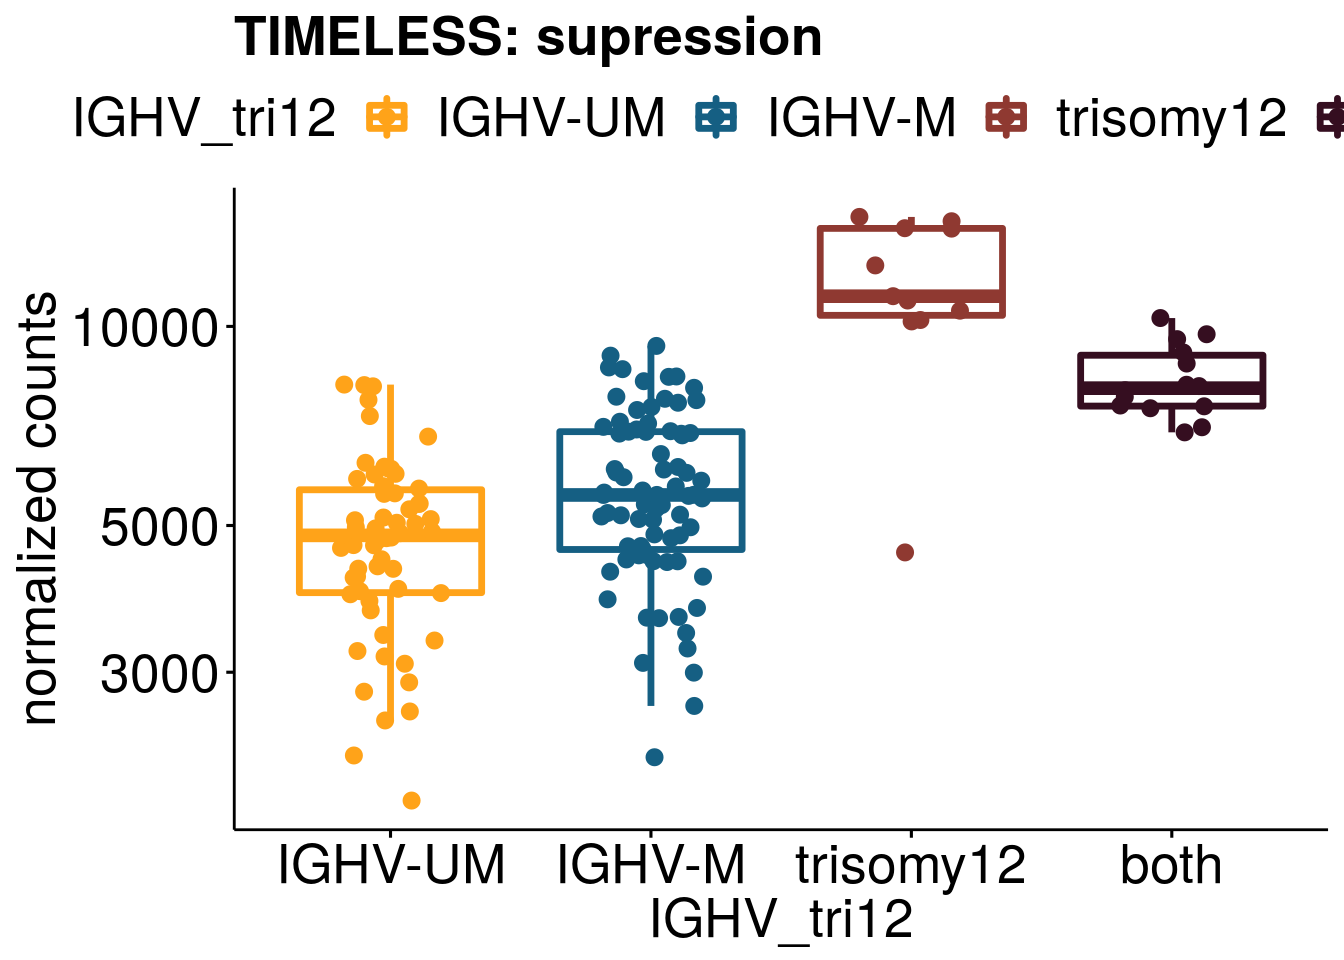 TIMELESS: supression
IGHV_tri12 IGHV-UM IGHV-M trisomy12
normalized counts
10000
5000
3000
IGHV-UM IGHV-M trisomy12 both
IGHV_tri12